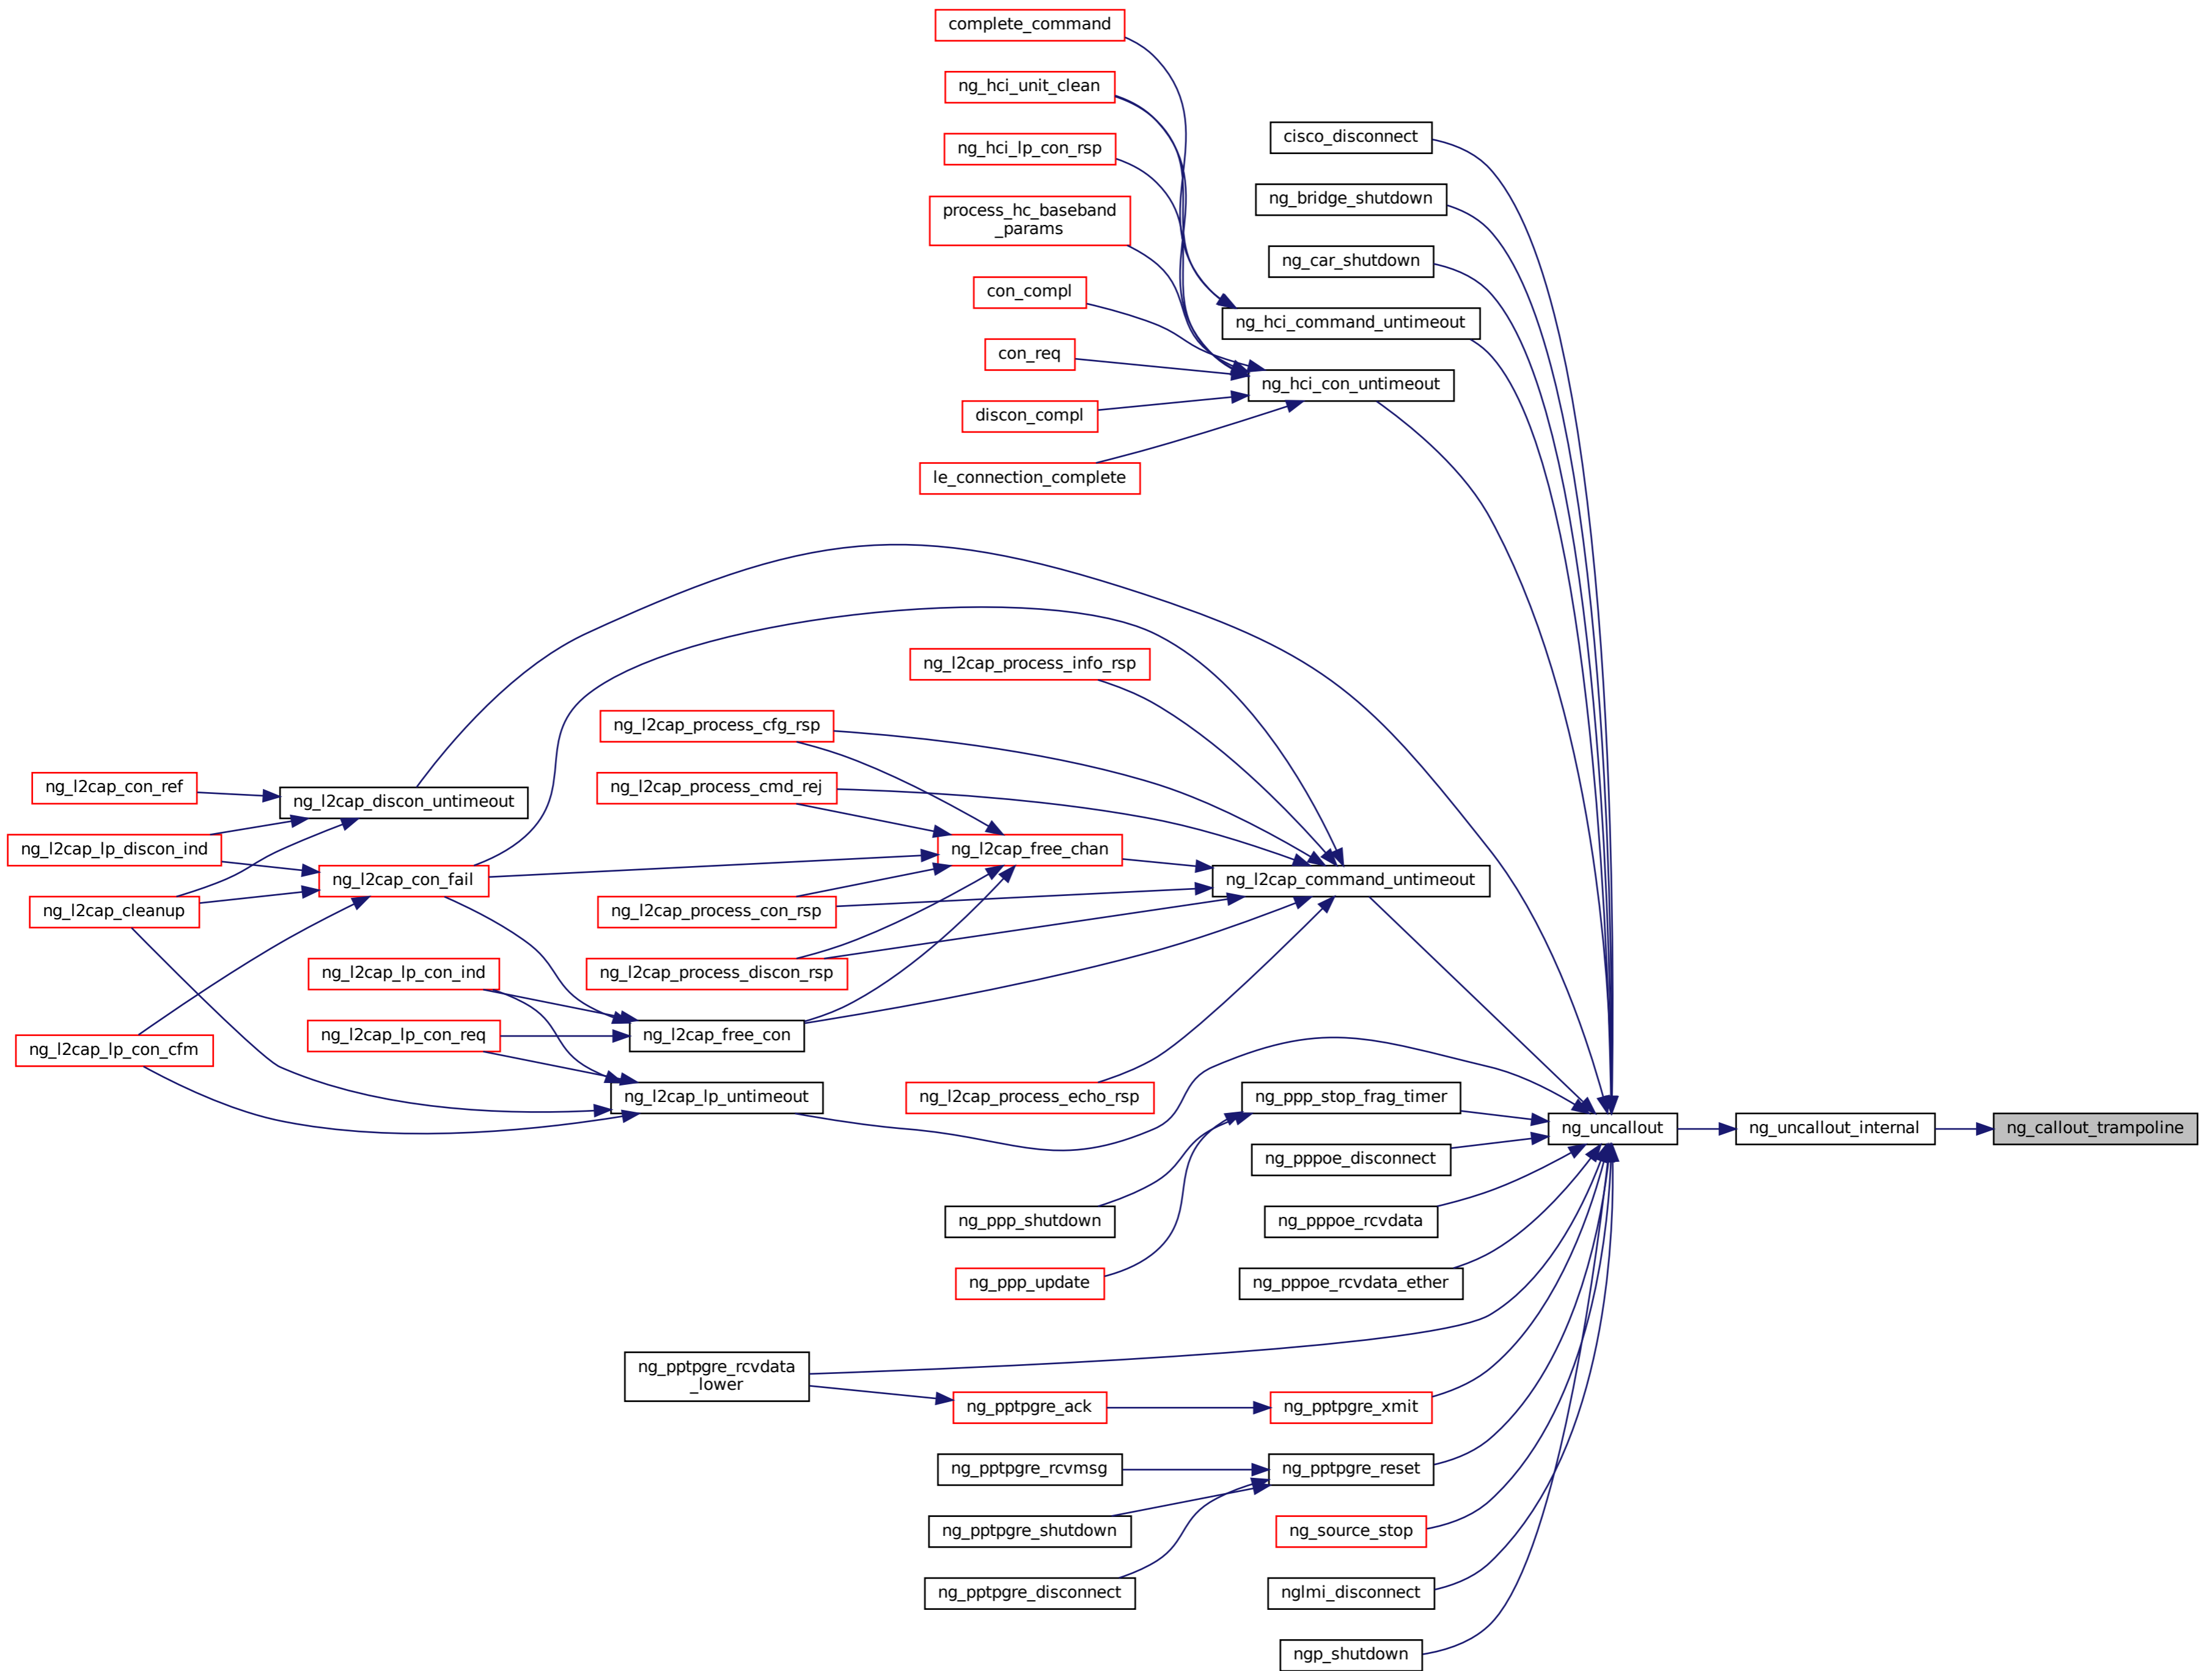 complete_command
ng_hci_unit_clean
cisco_disconnect
ng_hci_lp_con_rsp
ng_bridge_shutdown
process_hc_baseband
_params
ng_car_shutdown
con_compl
ng_hci_command_untimeout
con_req
ng_hci_con_untimeout
discon_compl
le_connection_complete
ng_l2cap_process_info_rsp
ng_l2cap_process_cfg_rsp
ng_l2cap_con_ref
ng_l2cap_discon_untimeout
ng_l2cap_process_cmd_rej
ng_l2cap_lp_discon_ind
ng_l2cap_free_chan
ng_l2cap_con_fail
ng_l2cap_command_untimeout
ng_l2cap_cleanup
ng_l2cap_process_con_rsp
ng_l2cap_lp_con_ind
ng_l2cap_process_discon_rsp
ng_l2cap_lp_con_cfm
ng_l2cap_lp_con_req
ng_l2cap_free_con
ng_l2cap_lp_untimeout
ng_l2cap_process_echo_rsp
ng_ppp_stop_frag_timer
ng_uncallout
ng_uncallout_internal
ng_callout_trampoline
ng_pppoe_disconnect
ng_ppp_shutdown
ng_pppoe_rcvdata
ng_ppp_update
ng_pppoe_rcvdata_ether
ng_pptpgre_rcvdata
_lower
ng_pptpgre_ack
ng_pptpgre_xmit
ng_pptpgre_rcvmsg
ng_pptpgre_reset
ng_pptpgre_shutdown
ng_source_stop
ng_pptpgre_disconnect
nglmi_disconnect
ngp_shutdown